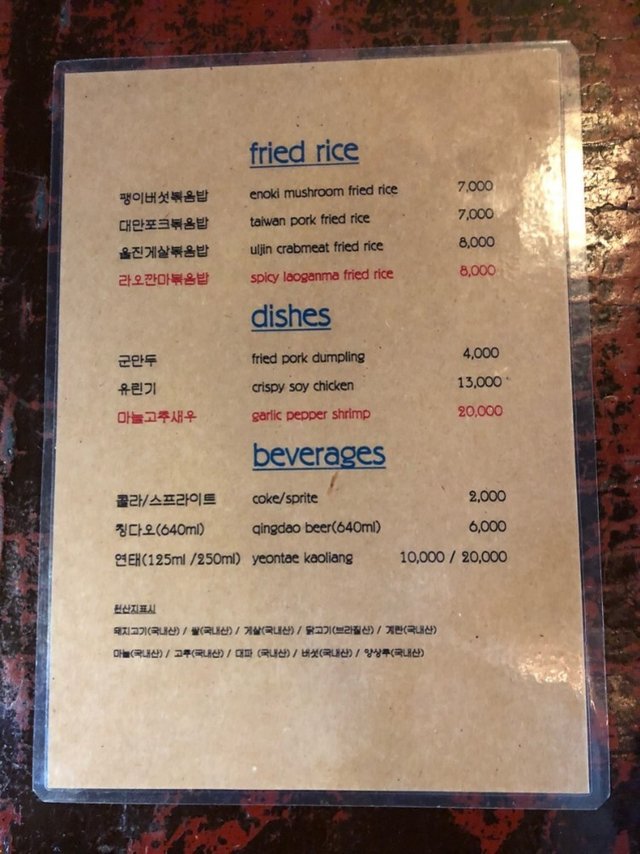 fried rice
팽이버섯볶음밥 enoki mushroom fried rice 7,000
대만포크볶음밥 taiwan pork fried rice 7,000
울진게살볶음밥 uljin crabmeat fried rice 8,000
라오깐마볶음밥 spicy laoganma fried rice 8,000
dishes
군만두 fried pork dumpling 4,000
유린기 crispy soy chicken 13,000
마늘고추새우 garlic pepper shrimp 20,000
beverages
콜라/스프라이트 coke/sprite 2,000
칭다오(640ml) qingdao beer(640ml) 6,000
연태(125ml /250ml) yeontae kaoliang 10,000 / 20,000
원산지표시
돼지고기(국내산) / 쌀(국내산) / 게살(국내산) / 닭고기(브라질산) / 계란(국내산)
마늘(국내산) / 고추(국내산) / 대파 (국내산) / 버섯(국내산) / 양상추(국내산)